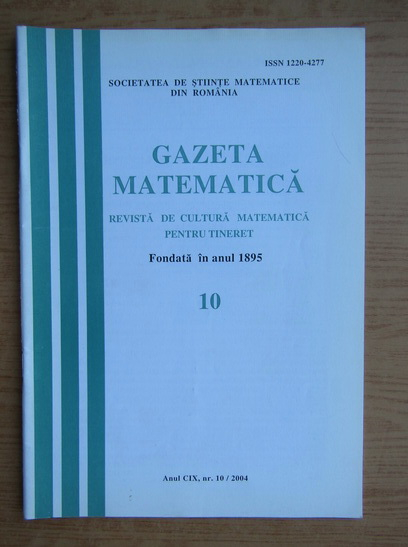 ISSN 1220-4277
SOCIETATEA DE ȘTIINȚE MATEMATICE
DIN ROMÂNIA
GAZETA
MATEMATICĂ
REVISTĂ DE CULTURĂ MATEMATICĂ
PENTRU TINERET
Fondată în anul 1895
10
Anul CIX, nr. 10 / 2004